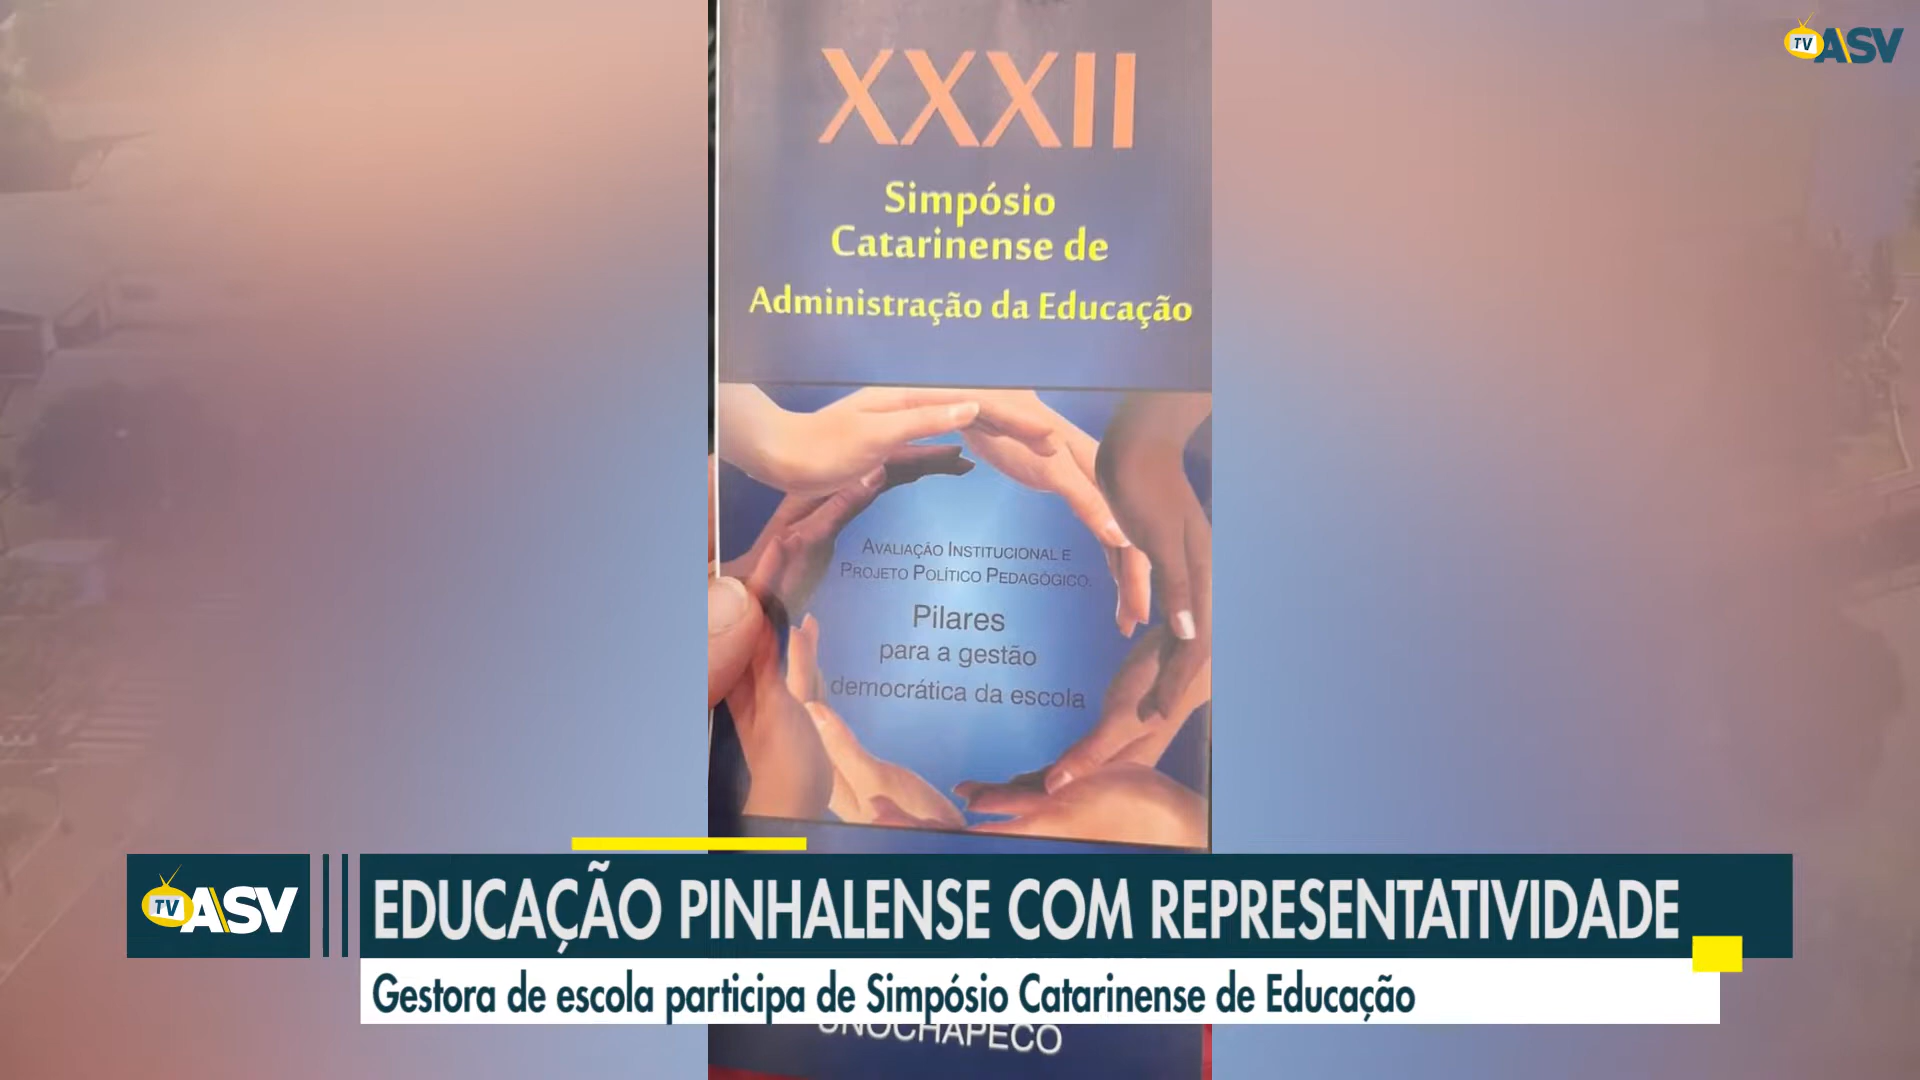 TV ASV
XXXII
Simpósio
Catarinense de
Administração da Educação
AVALIAÇÃO INSTITUCIONAL E
PROJETO POLÍTICO PEDAGÓGICO.
Pilares
para a gestão
democrática da escola
TV ASV
EDUCAÇÃO PINHALENSE COM REPRESENTATIVIDADE
Gestora de escola participa de Simpósio Catarinense de Educação
UNOCHAPECÓ